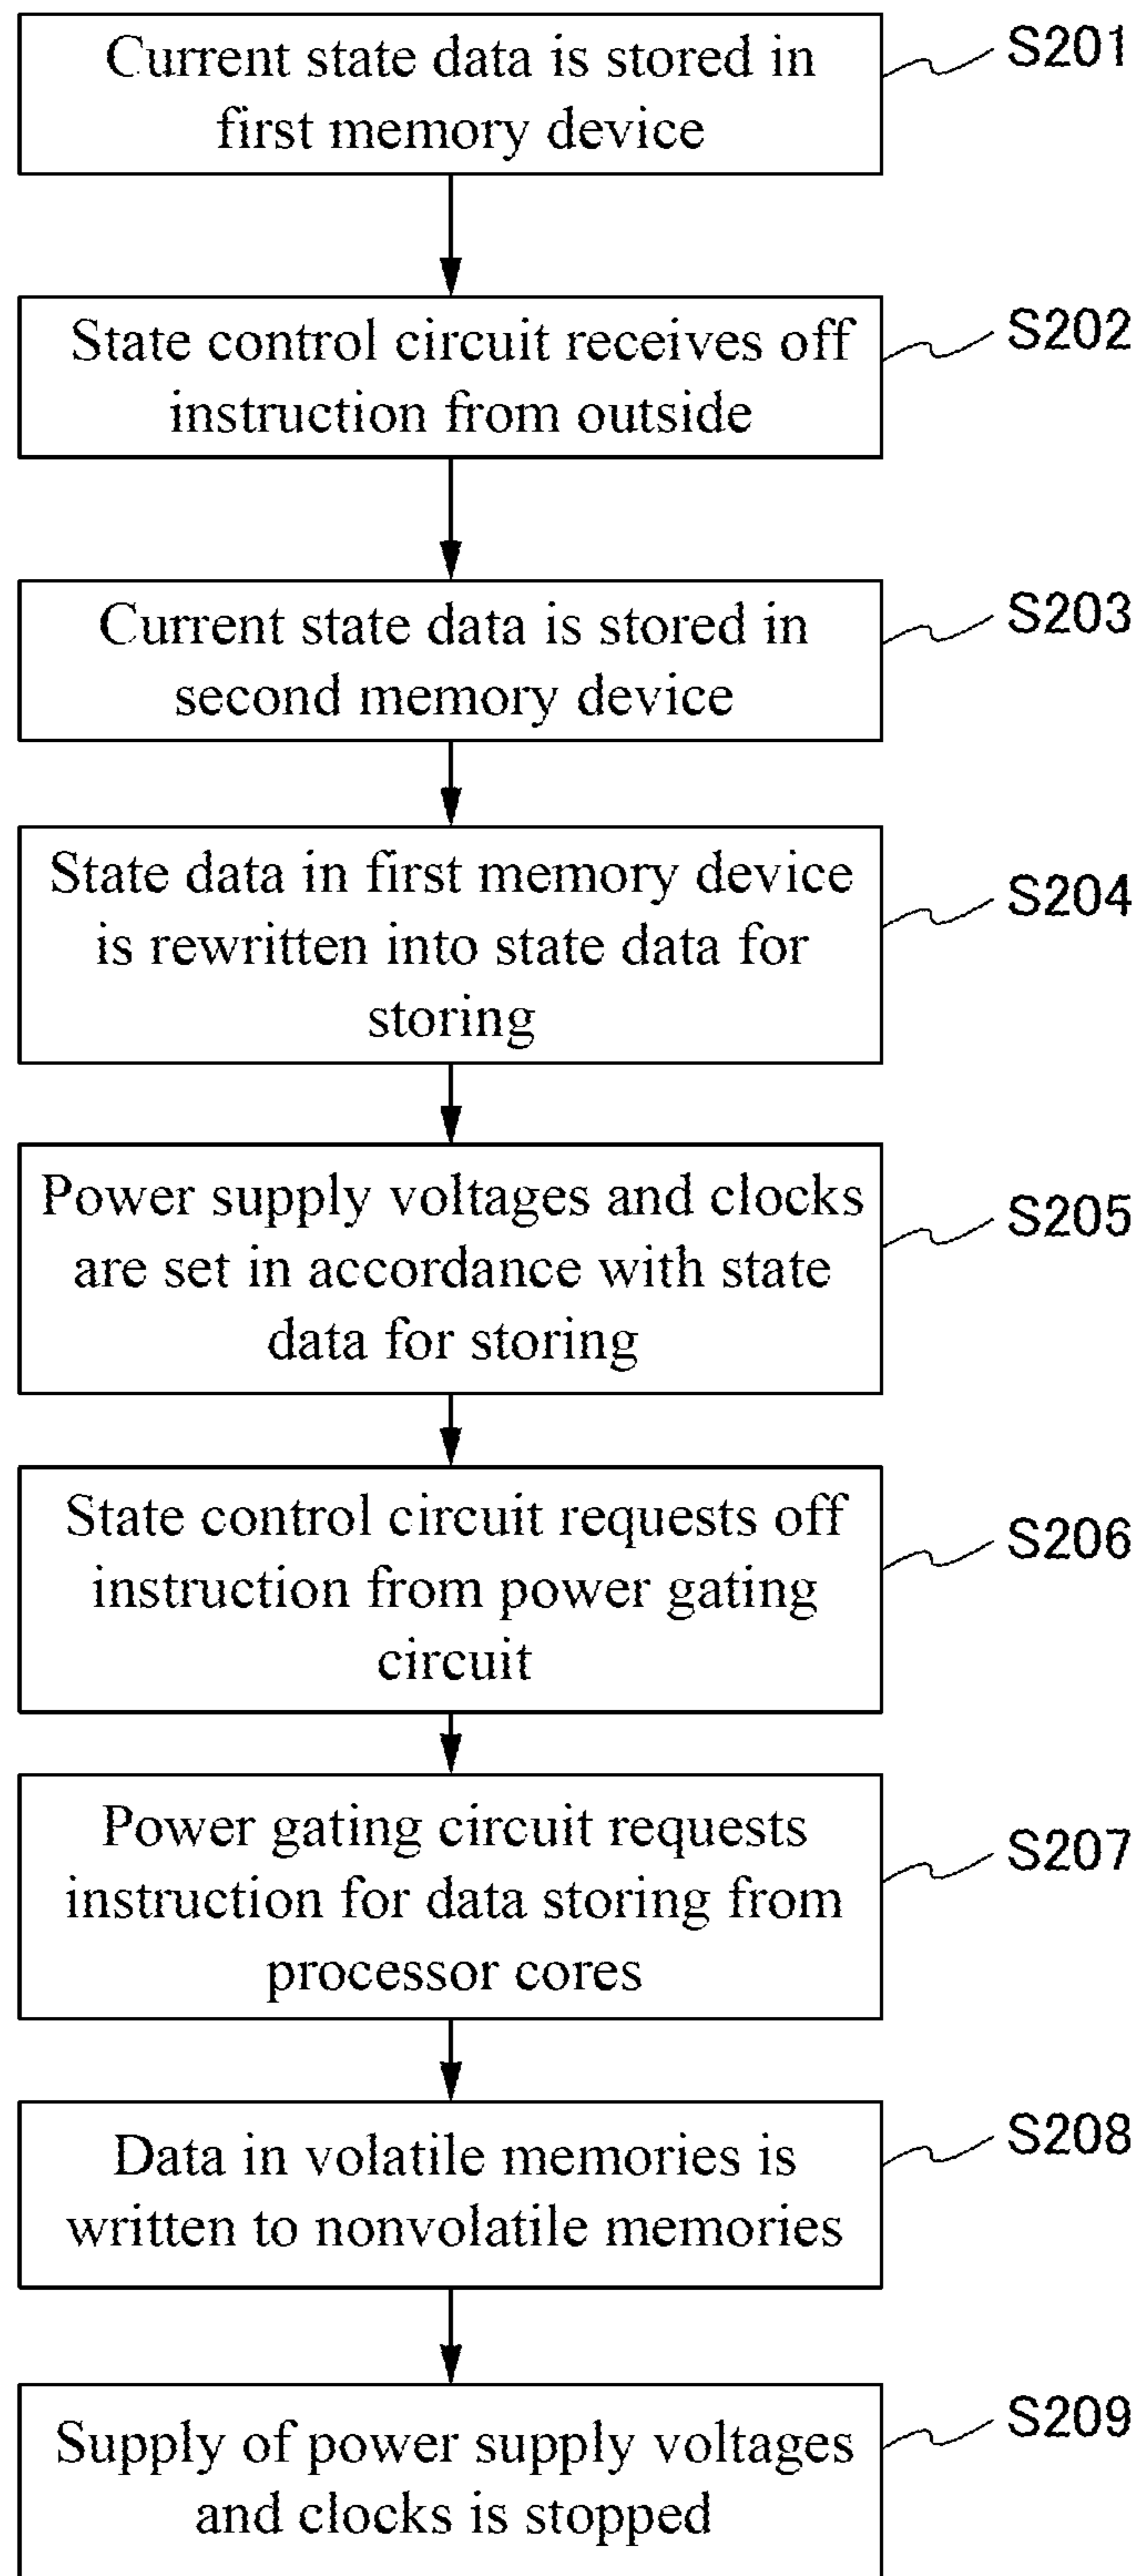 Current state data is stored in
first memory device
S201
State control circuit receives off
instruction from outside
S202
Current state data is stored in
second memory device
S203
State data in first memory device
is rewritten into state data for
storing
S204
Power supply voltages and clocks
are set in accordance with state
data for storing
S205
State control circuit requests off
instruction from power gating
circuit
S206
Power gating circuit requests
instruction for data storing from
processor cores
S207
Data in volatile memories is
written to nonvolatile memories
S208
Supply of power supply voltages
and clocks is stopped
S209